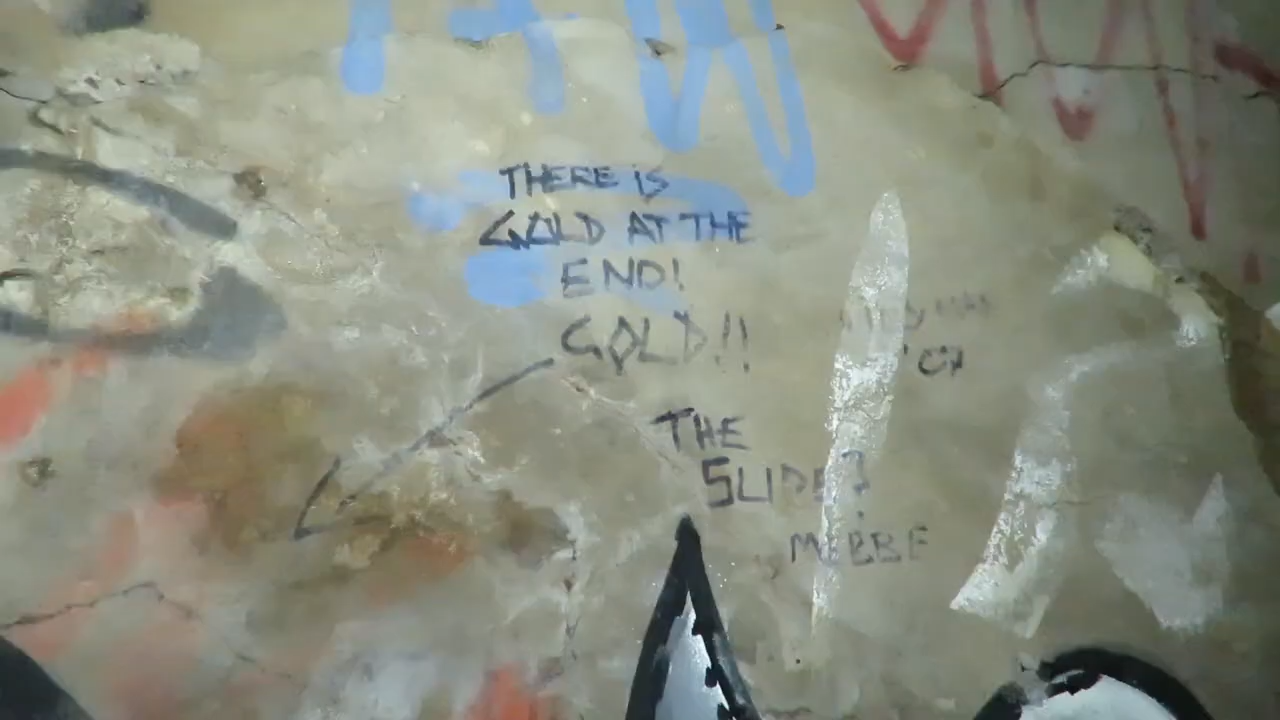 THERE IS
GOLD AT THE
END!
GOLD!!
THE
SLIDE?
MEBBE